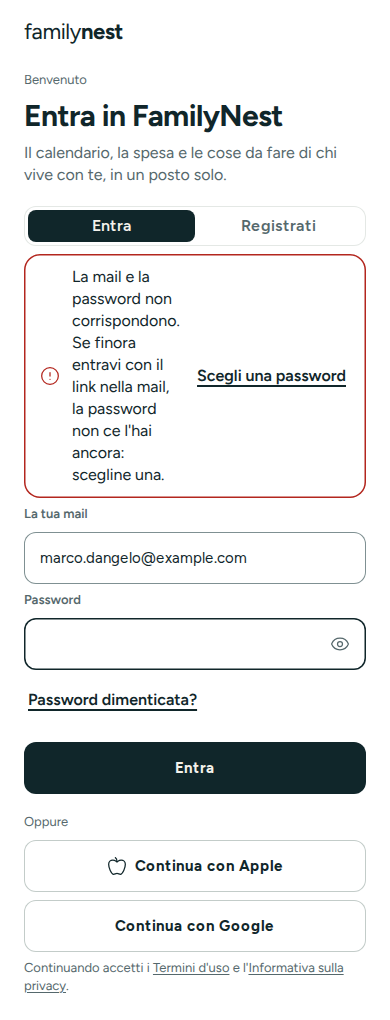 familynest
Benvenuto
Entra in FamilyNest
Il calendario, la spesa e le cose da fare di chi
vive con te, in un posto solo.
Entra
Registrati
La mail e la
password non
corrispondono.
Se finora
entravi con il
link nella mail,
la password
non ce l'hai
ancora:
scegline una.
Scegli una password
La tua mail
marco.dangelo@example.com
Password
Password dimenticata?
Entra
Oppure
Continua con Apple
Continua con Google
Continuando accetti i Termini d'uso e l'Informativa sulla
privacy.